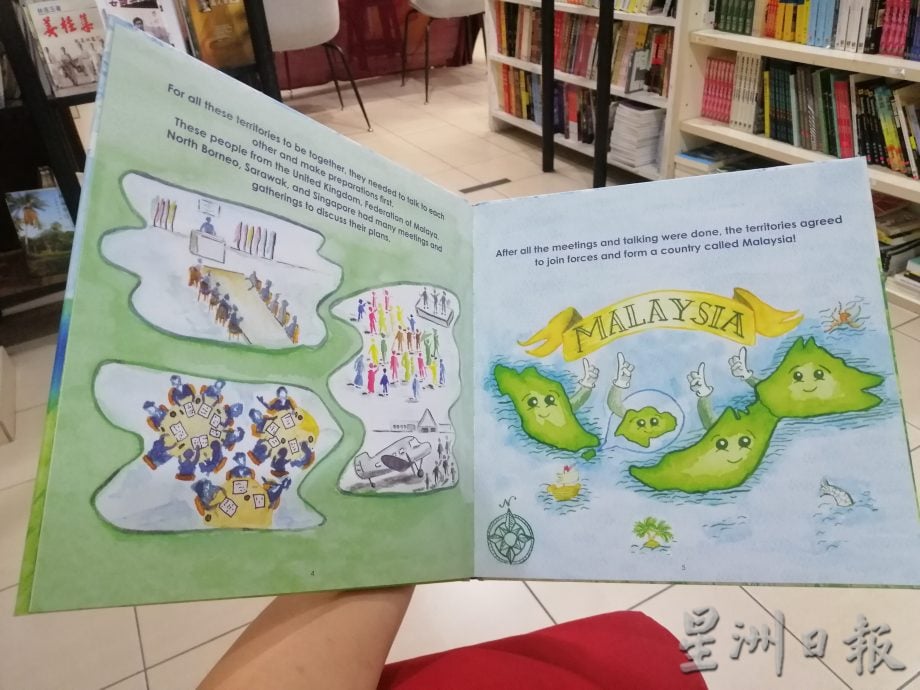 姜桂集
For all these territories to be together, they needed to talk to each
other and make preparations first.
These people from the United Kingdom, Federation of Malaya,
North Borneo, Sarawak, and Singapore had many meetings and
gatherings to discuss their plans.
4
After all the meetings and talking were done, the territories agreed
to join forces and form a country called Malaysia!
MALAYSIA
N
5
星洲日報